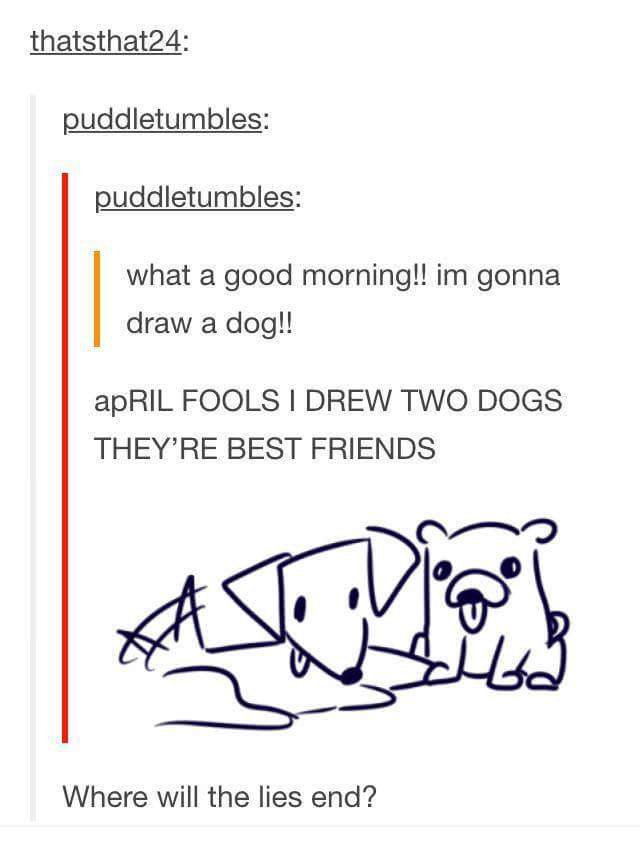 thatsthat24:
puddletumbles:
puddletumbles:
what a good morning!! im gonna
draw a dog!!
apRIL FOOLS I DREW TWO DOGS
THEY’RE BEST FRIENDS
Where will the lies end?